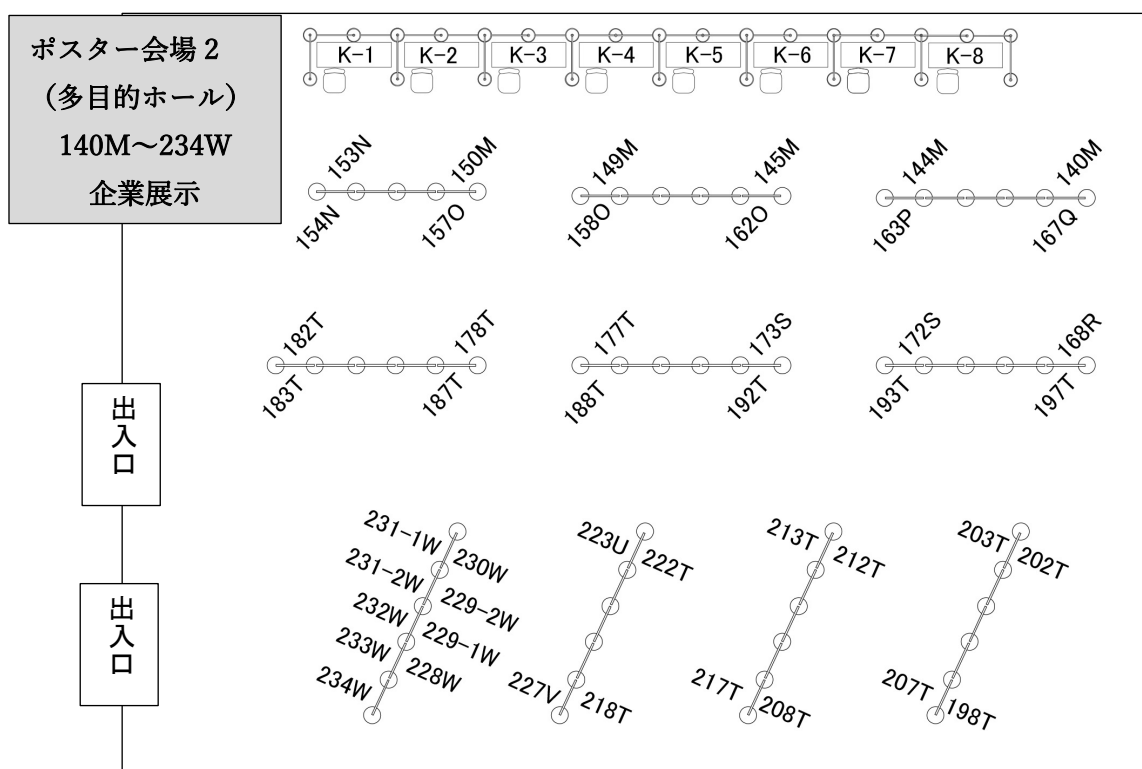 ポスター会場 2
（多目的ホール）
140M～234W
企業展示
K-1 K-2 K-3 K-4 K-5 K-6 K-7 K-8
153N 150M 149M 145M 144M 140M
154N 157O 158O 162O 163P 167Q
182T 178T 177T 173S 172S 168R
183T 187T 188T 192T 193T 197T
出入口
出入口
231-1W 230W
231-2W 229-2W
232W 229-1W
233W 228W
234W
223U 222T
227V 218T
213T 212T
217T 208T
203T 202T
207T 198T